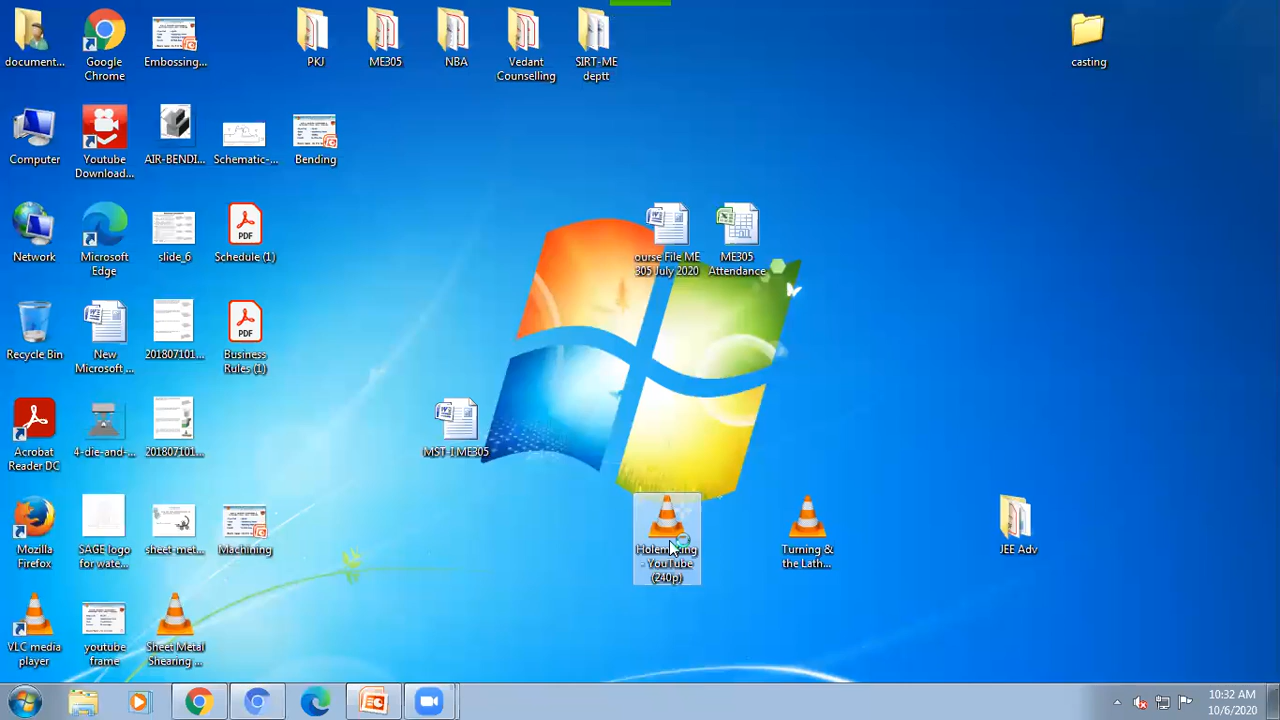 document...
Google
Chrome
Embossing...
PKJ
ME305
NBA
Vedant
Counselling
SIRT-ME
deptt
casting
Computer
Youtube
Download...
AIR-BENDI...
Schematic-...
Bending
Network
Microsoft
Edge
slide_6
PDF
Schedule (1)
ourse File ME
305 July 2020
ME305
Attendance
Recycle Bin
New
Microsoft ...
201807101...
PDF
Business
Rules (1)
Acrobat
Reader DC
4-die-and-...
201807101...
MST-I ME305
Mozilla
Firefox
SAGE logo
for wate...
sheet-met...
Machining
- YouTube
(240p)
Turning &
the Lath...
JEE Adv
VLC media
player
youtube
frame
Sheet Metal
Shearing ...
10:32 AM
10/6/2020